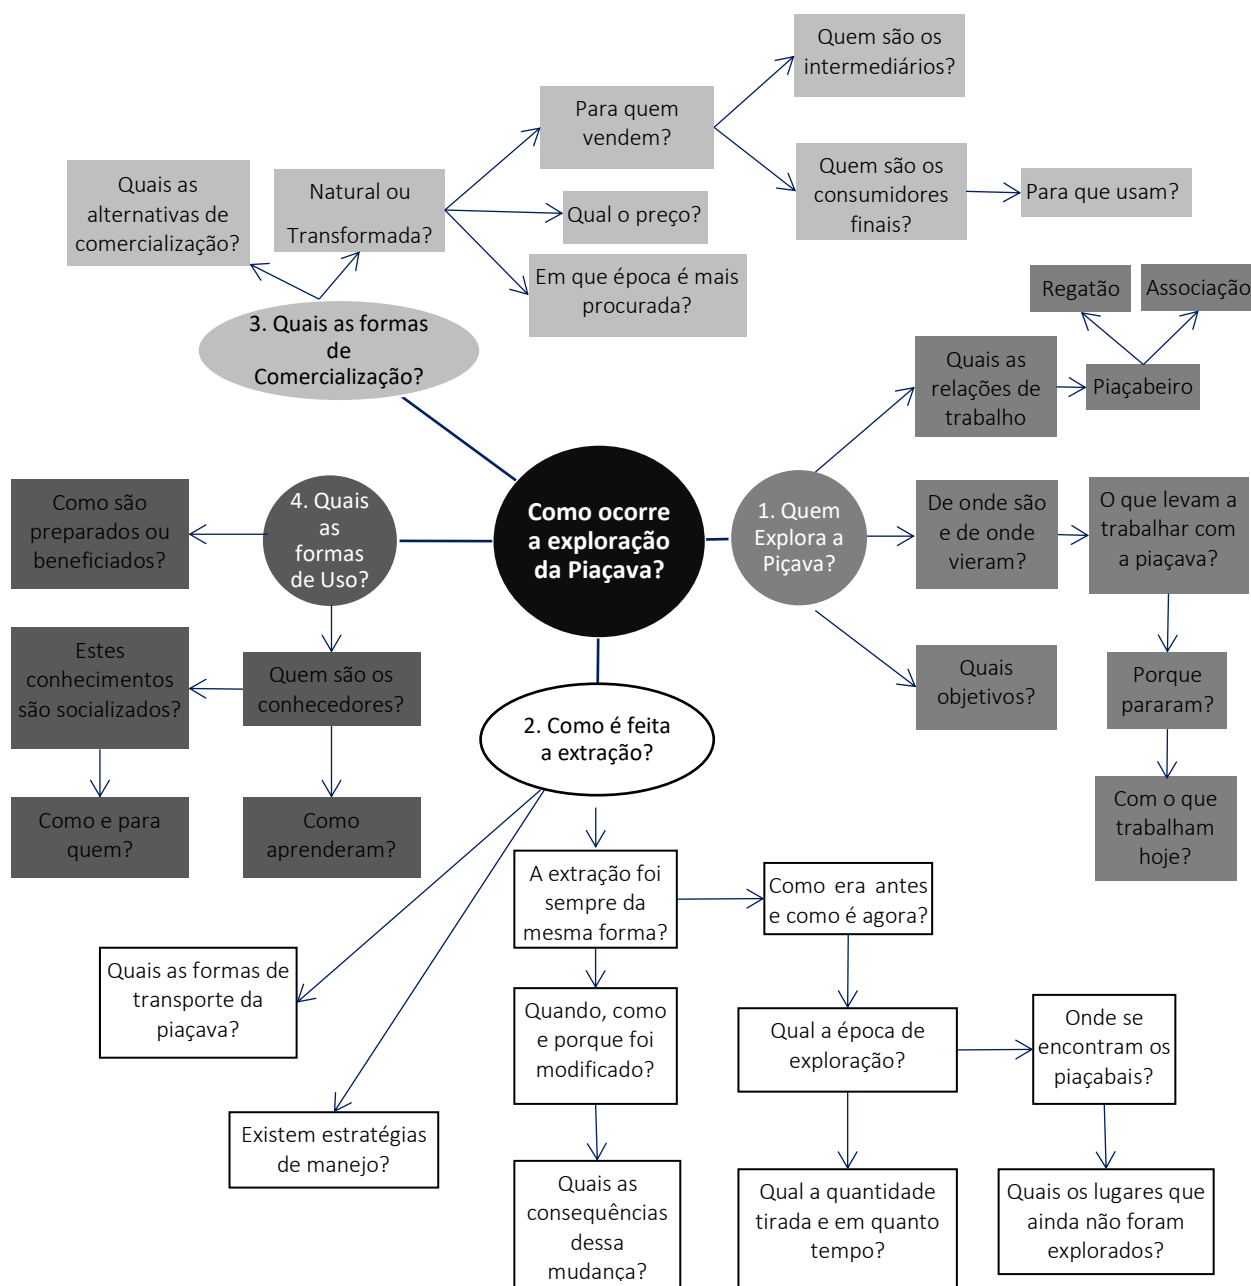 Quem são os
intermediários?
Para quem
vendem?
Quais as
alternativas de
comercialização?
Natural ou
Transformada?
Qual o preço?
Quem são os
consumidores
finais?
Para que usam?
Em que época é mais
procurada?
3. Quais as formas
de
Comercialização?
Regatão
Associação
Quais as
relações de
trabalho
Piaçabeiro
Como ocorre
a exploração
da Piaçava?
1. Quem
Explora a
Piçava?
De onde são
e de onde
vieram?
O que levam a
trabalhar com
a piaçava?
Quais
objetivos?
Porque
pararam?
Com o que
trabalham
hoje?
4. Quais
as
formas
de Uso?
Como são
preparados ou
beneficiados?
Estes
conhecimentos
são socializados?
Quem são os
conhecedores?
Como e para
quem?
Como
aprenderam?
2. Como é feita
a extração?
A extração foi
sempre da
mesma forma?
Como era antes
e como é agora?
Quais as formas de
transporte da
piaçava?
Quando, como
e porque foi
modificado?
Qual a época de
exploração?
Onde se
encontram os
piaçabais?
Existem estratégias
de manejo?
Quais as
consequências
dessa
mudança?
Qual a quantidade
tirada e em quanto
tempo?
Quais os lugares que
ainda não foram
explorados?